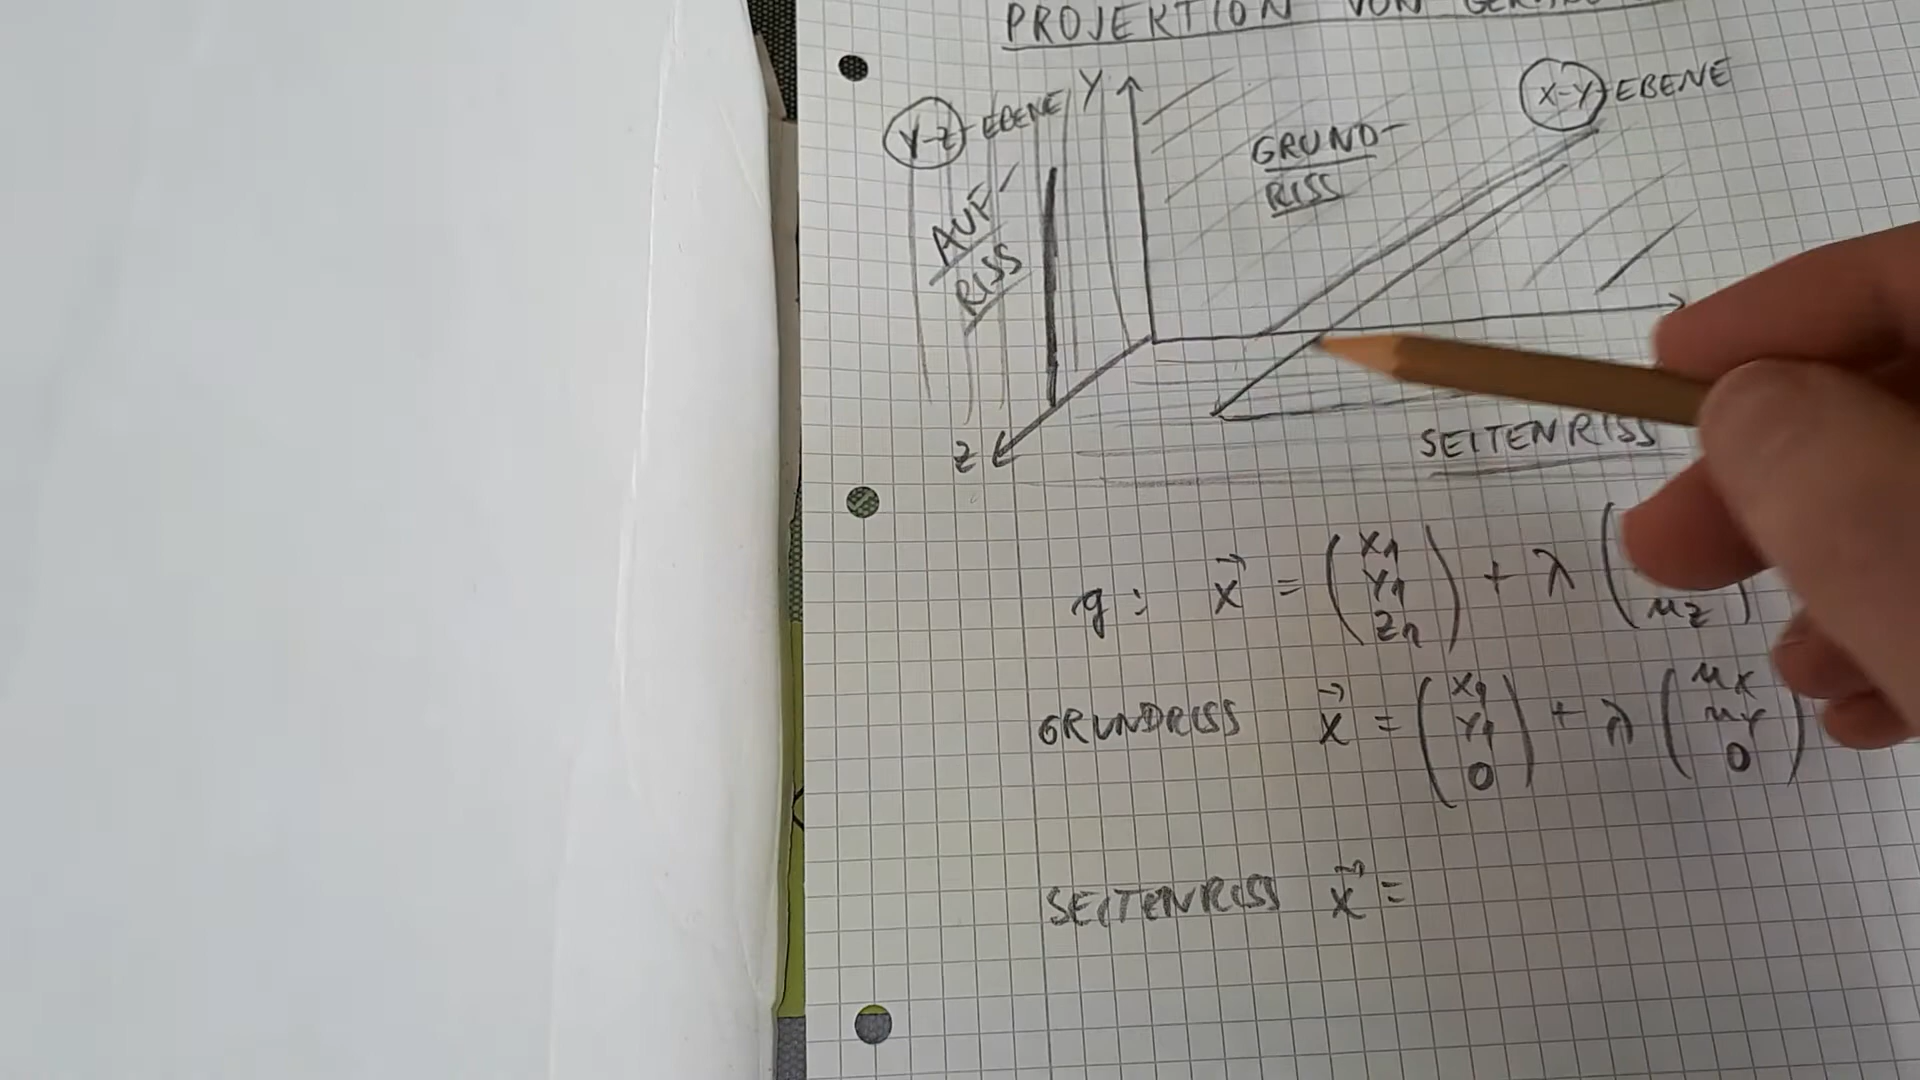 PROJEKTION VON
Y
X-Y EBENE
Y-Z-EBENE
GRUND-
RISS
AUF-
RISS
Z
SEITENRISS
g: x⃗ = (x₁ y₁ z₁) + λ ( uz)
GRUNDRISS x⃗ = (x₁ y₁ 0) + λ (ux uy 0)
SEITENRISS x⃗ =